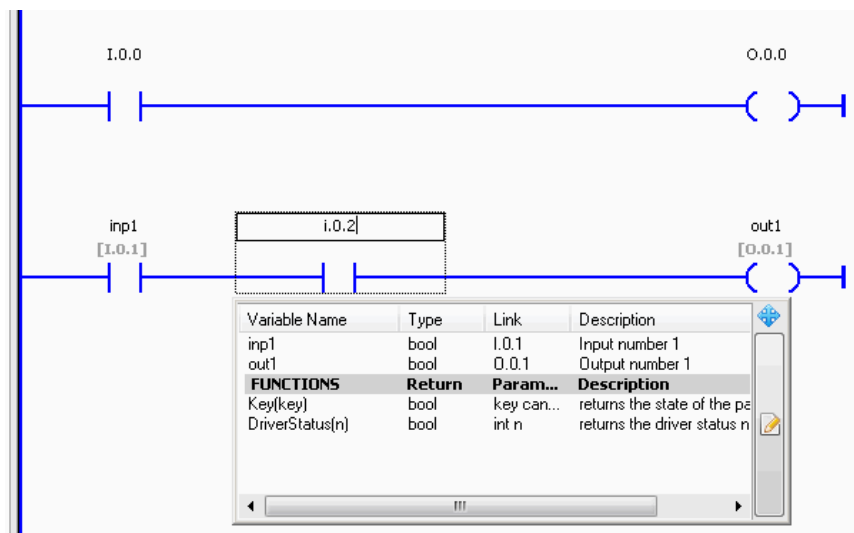 I.0.0 O.0.0
inp1 i.0.2 out1
[I.0.1] [O.0.1]
Variable Name Type Link Description
inp1 bool I.0.1 Input number 1
out1 bool O.0.1 Output number 1
FUNCTIONS Return Param... Description
Key(key) bool key can... returns the state of the pa
DriverStatus(n) bool int n returns the driver status n